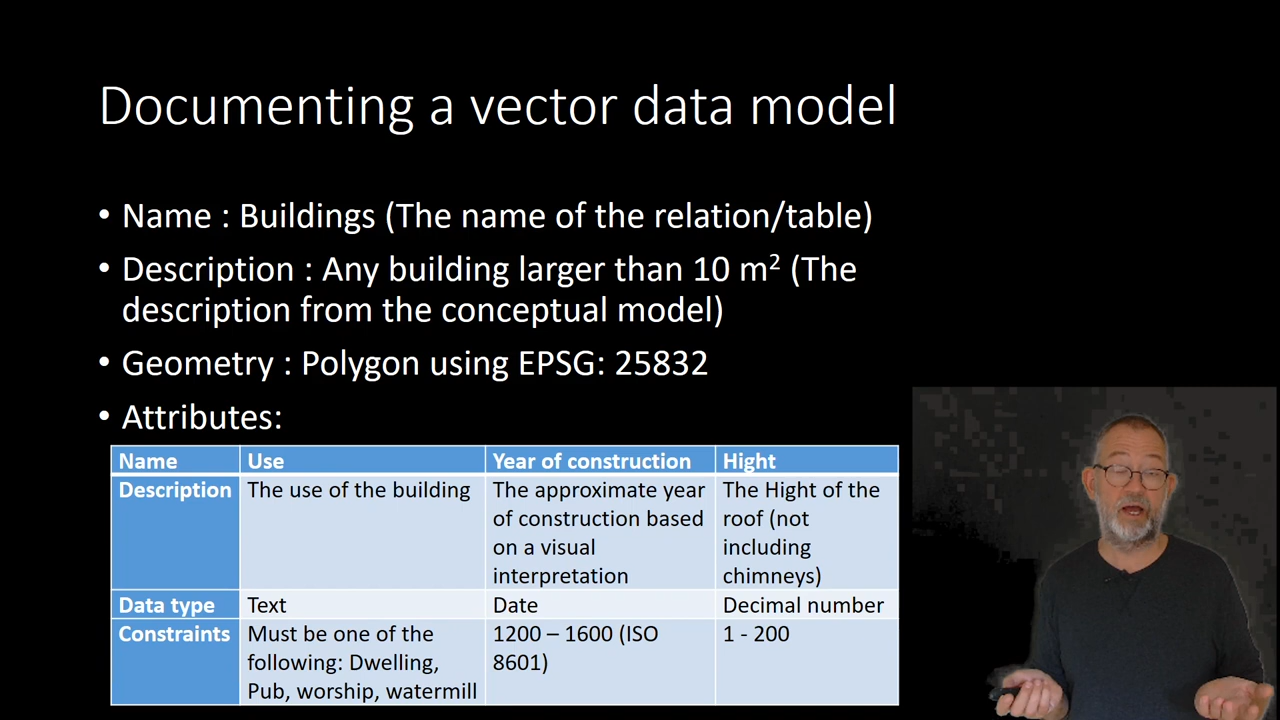 Documenting a vector data model
• Name : Buildings (The name of the relation/table)
• Description : Any building larger than 10 m² (The
description from the conceptual model)
• Geometry : Polygon using EPSG: 25832
• Attributes:
Name Use Year of construction Hight
Description The use of the building The approximate year The Hight of the
of construction based roof (not
on a visual including
interpretation chimneys)
Data type Text Date Decimal number
Constraints Must be one of the 1200 – 1600 (ISO 1 - 200
following: Dwelling, 8601)
Pub, worship, watermill